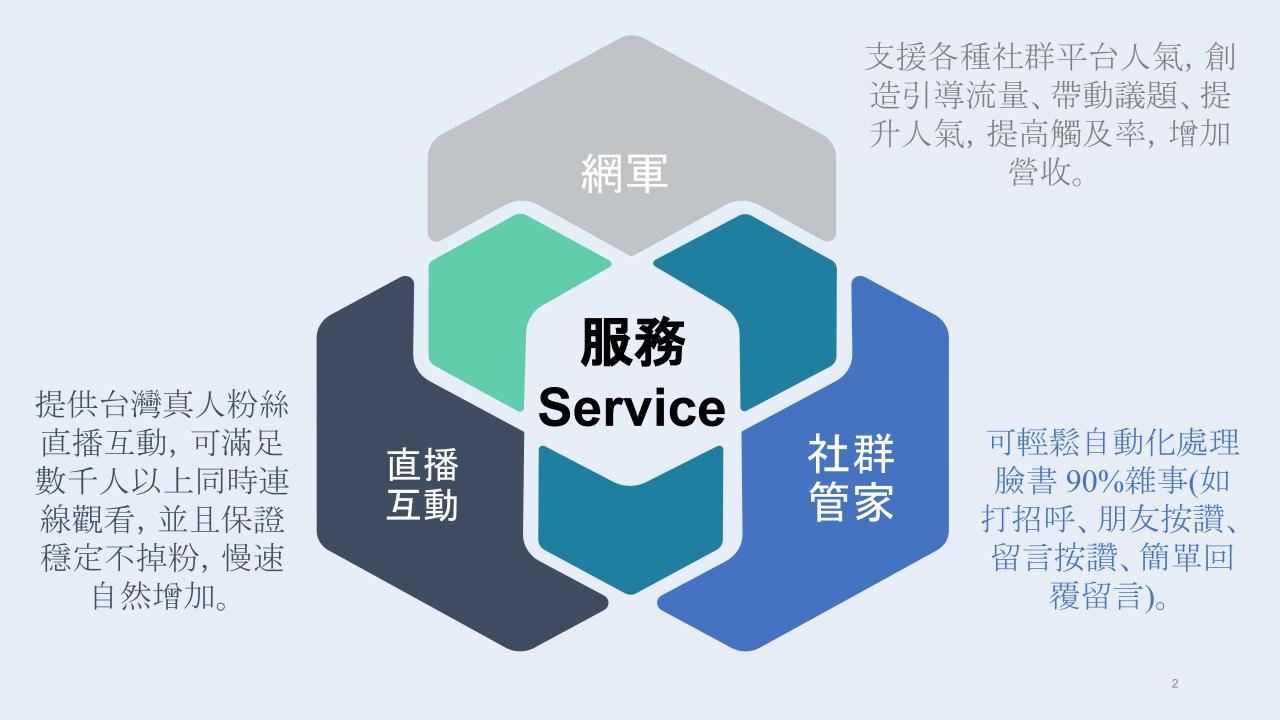 支援各種社群平台人氣, 創
造引導流量、帶動議題、提
升人氣, 提高觸及率, 增加
營收。
網軍
服務
Service
提供台灣真人粉絲
直播互動, 可滿足
數千人以上同時連
線觀看, 並且保證
穩定不掉粉, 慢速
自然增加。
直播
互動
社群
管家
可輕鬆自動化處理
臉書 90%雜事(如
打招呼、朋友按讚、
留言按讚、簡單回
覆留言)。
2